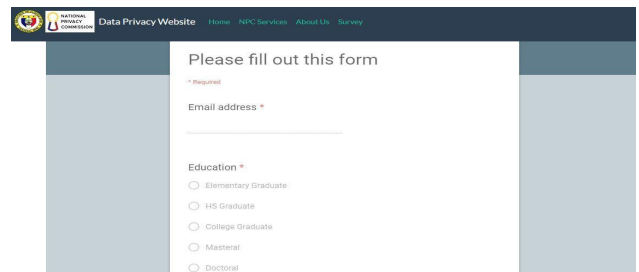 NATIONAL
PRIVACY
COMMISSION
Data Privacy Website Home NPC Services About Us Survey
Please fill out this form
* Required
Email address *
Education *
Elementary Graduate
HS Graduate
College Graduate
Masteral
Doctoral